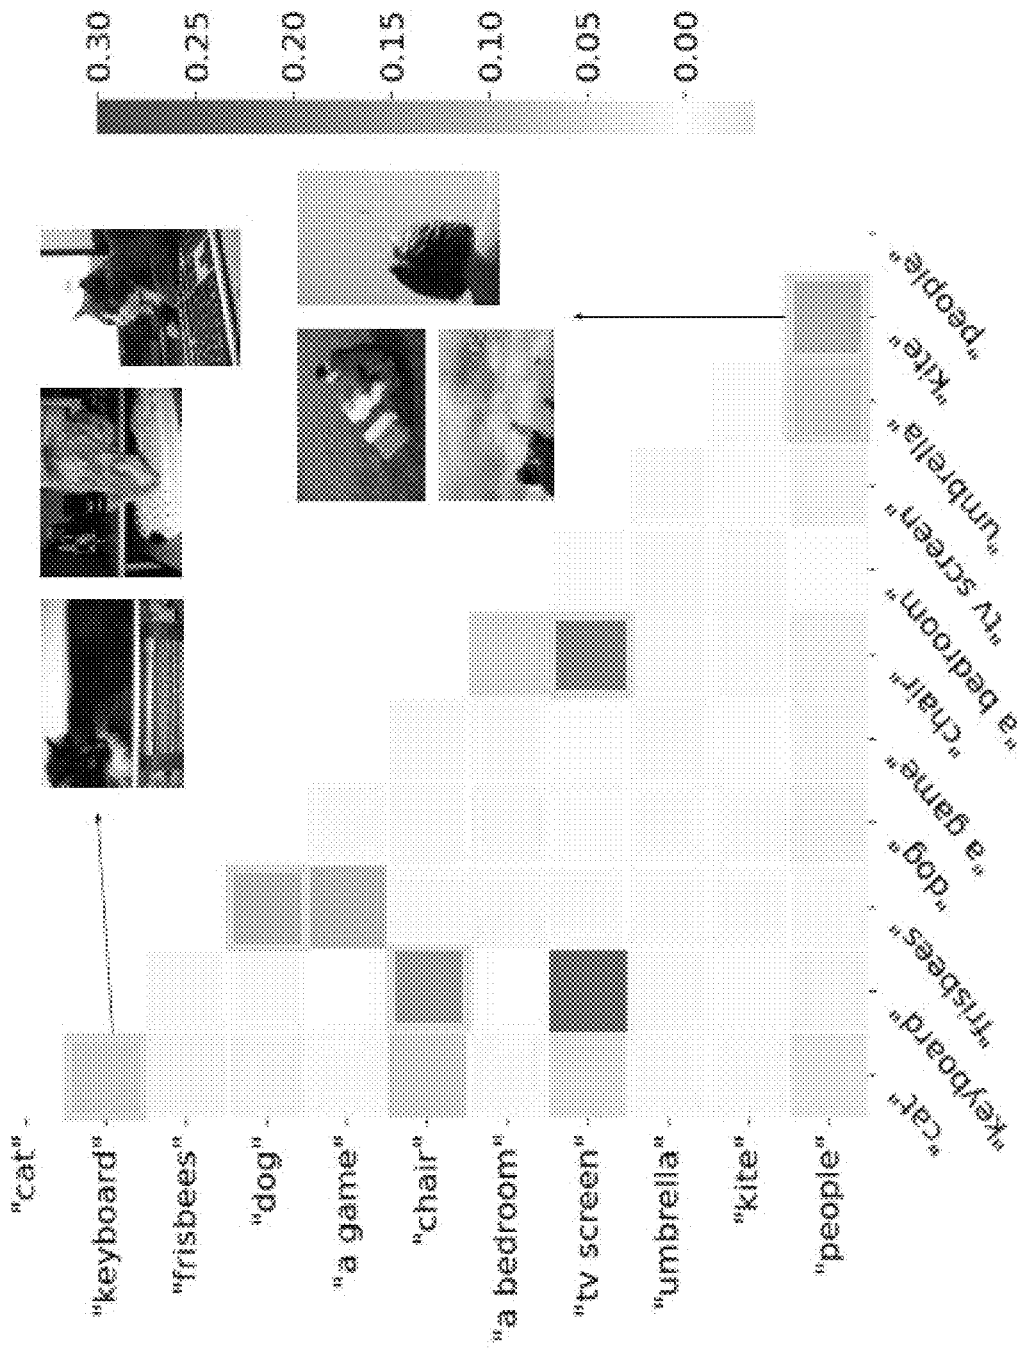 "cat"
"keyboard"
"frisbees"
"dog"
"a game"
"chair"
"a bedroom"
"tv screen"
"umbrella"
"kite"
"people"
"cat"
"keyboard"
"frisbees"
"dog"
"a game"
"chair"
"a bedroom"
"tv screen"
"umbrella"
"kite"
"people"
0.30
0.25
0.20
0.15
0.10
0.05
0.00